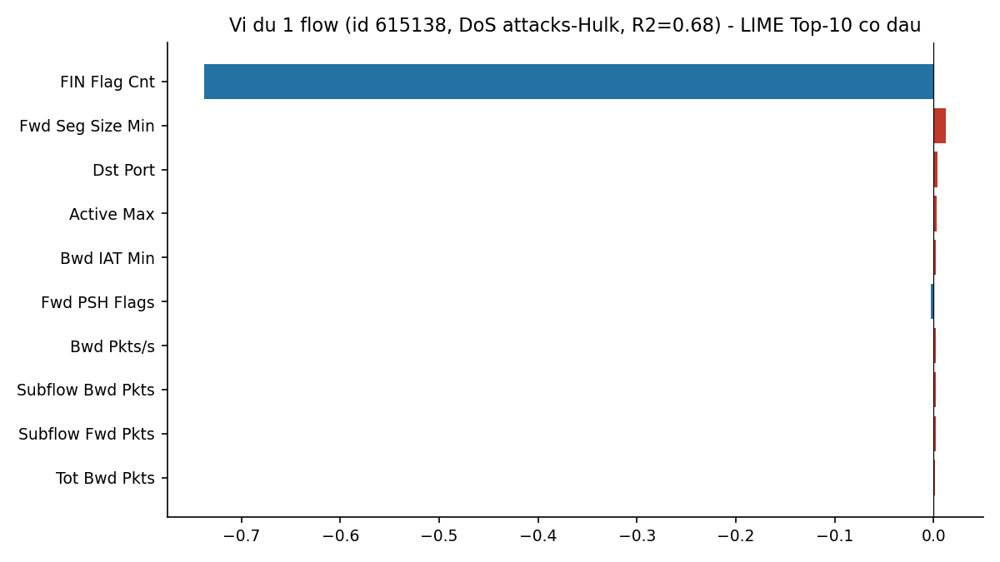 Vi du 1 flow (id 615138, DoS attacks-Hulk, R2=0.68) - LIME Top-10 co dau
FIN Flag Cnt
Fwd Seg Size Min
Dst Port
Active Max
Bwd IAT Min
Fwd PSH Flags
Bwd Pkts/s
Subflow Bwd Pkts
Subflow Fwd Pkts
Tot Bwd Pkts
−0.7 −0.6 −0.5 −0.4 −0.3 −0.2 −0.1 0.0